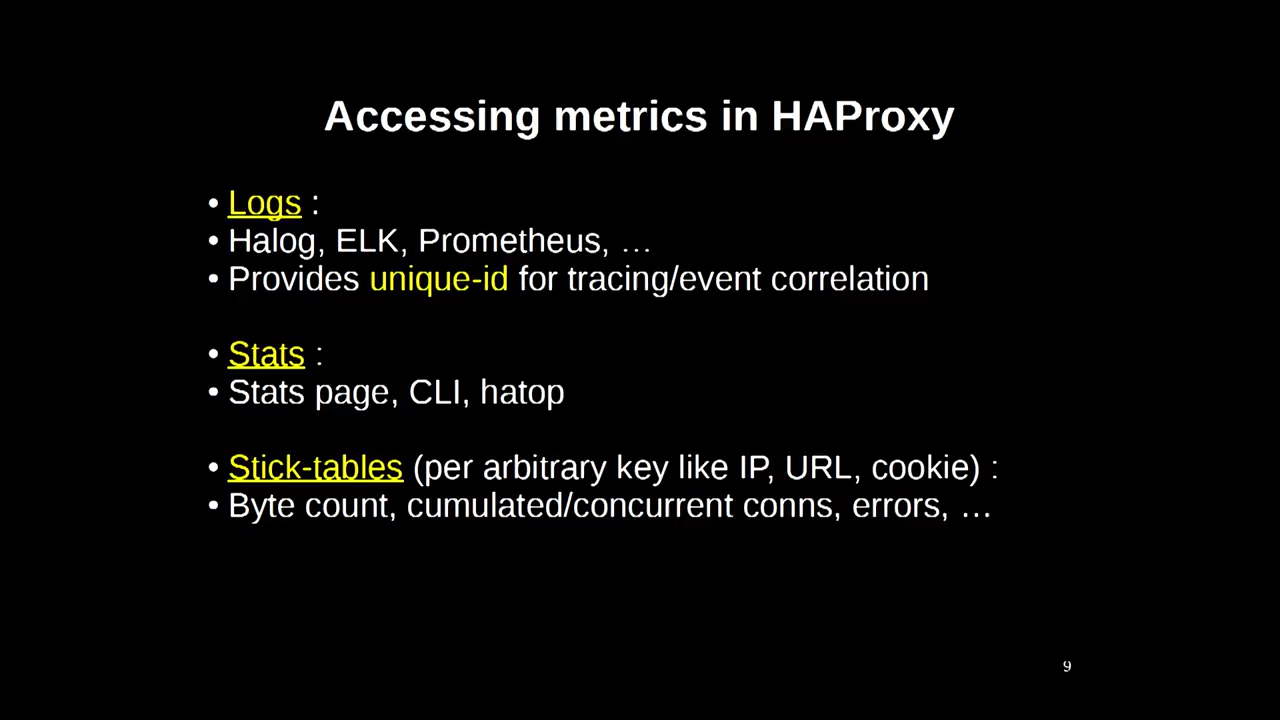 Accessing metrics in HAProxy
• Logs :
• Halog, ELK, Prometheus, …
• Provides unique-id for tracing/event correlation
• Stats :
• Stats page, CLI, hatop
• Stick-tables (per arbitrary key like IP, URL, cookie) :
• Byte count, cumulated/concurrent conns, errors, …
9